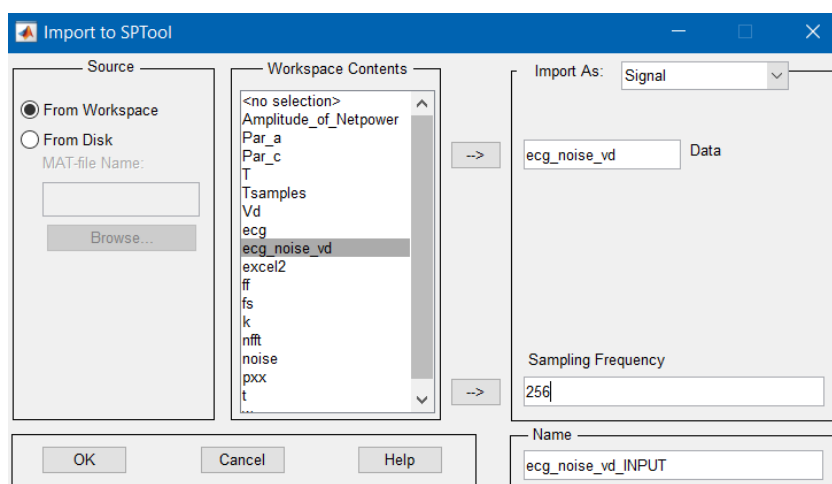 Import to SPTool
Source
From Workspace
From Disk
MAT-file Name:
Browse...
Workspace Contents
<no selection>
Amplitude_of_Netpower
Par_a
Par_c
T
Tsamples
Vd
ecg
ecg_noise_vd
excel2
ff
fs
k
nfft
noise
pxx
t
-->
-->
Import As:
Signal
ecg_noise_vd
Data
Sampling Frequency
256
Name
ecg_noise_vd_INPUT
OK
Cancel
Help